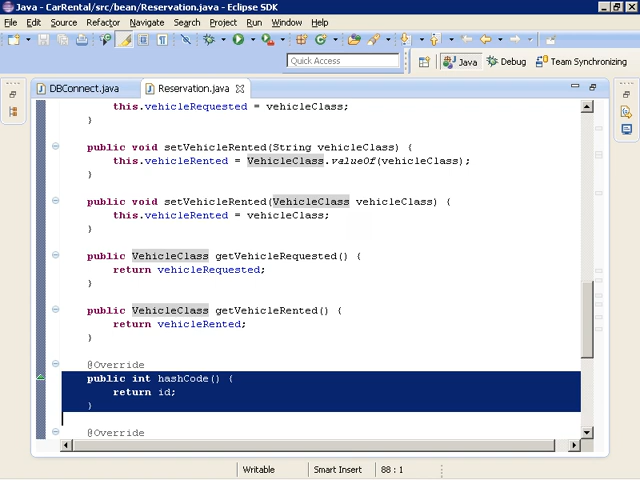 Java - CarRental/src/bean/Reservation.java - Eclipse SDK
File Edit Source Refactor Navigate Search Project Run Window Help
Quick Access
Java Debug Team Synchronizing
DBConnect.java Reservation.java
this.vehicleRequested = vehicleClass;
}
public void setVehicleRented(String vehicleClass) {
this.vehicleRented = VehicleClass.valueOf(vehicleClass);
}
public void setVehicleRented(VehicleClass vehicleClass) {
this.vehicleRented = vehicleClass;
}
public VehicleClass getVehicleRequested() {
return vehicleRequested;
}
public VehicleClass getVehicleRented() {
return vehicleRented;
}
@Override
public int hashCode() {
return id;
}
@Override
Writable Smart Insert 88 : 1